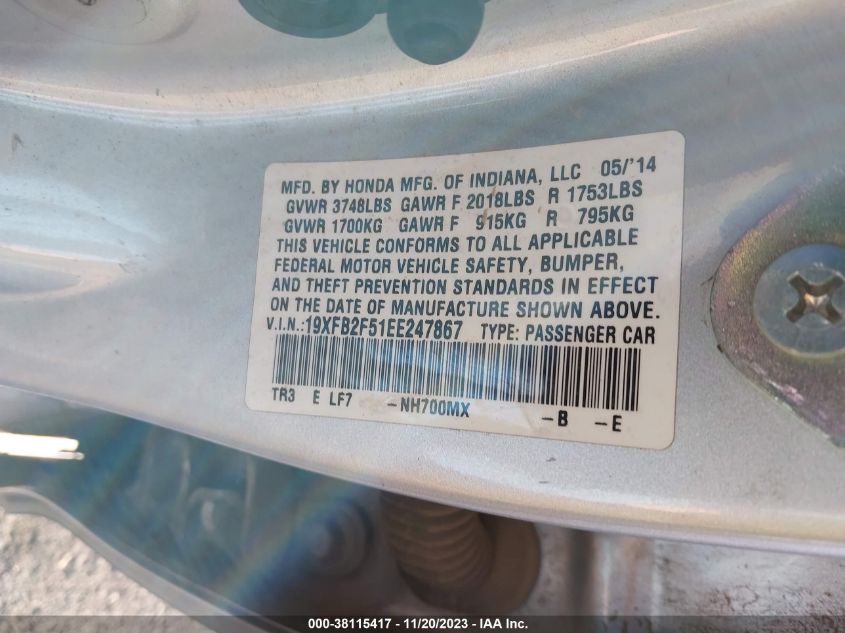 MFD. BY HONDA MFG. OF INDIANA, LLC 05/'14
GVWR 3748LBS GAWR F 2018LBS R 1753LBS
GVWR 1700KG GAWR F 915KG R 795KG
THIS VEHICLE CONFORMS TO ALL APPLICABLE
FEDERAL MOTOR VEHICLE SAFETY, BUMPER,
AND THEFT PREVENTION STANDARDS IN EFFECT
ON THE DATE OF MANUFACTURE SHOWN ABOVE.
V.I.N.:19XFB2F51EE247867 TYPE: PASSENGER CAR
TR3 E LF7 -NH700MX -B -E
000-38115417 - 11/20/2023 - IAA Inc.